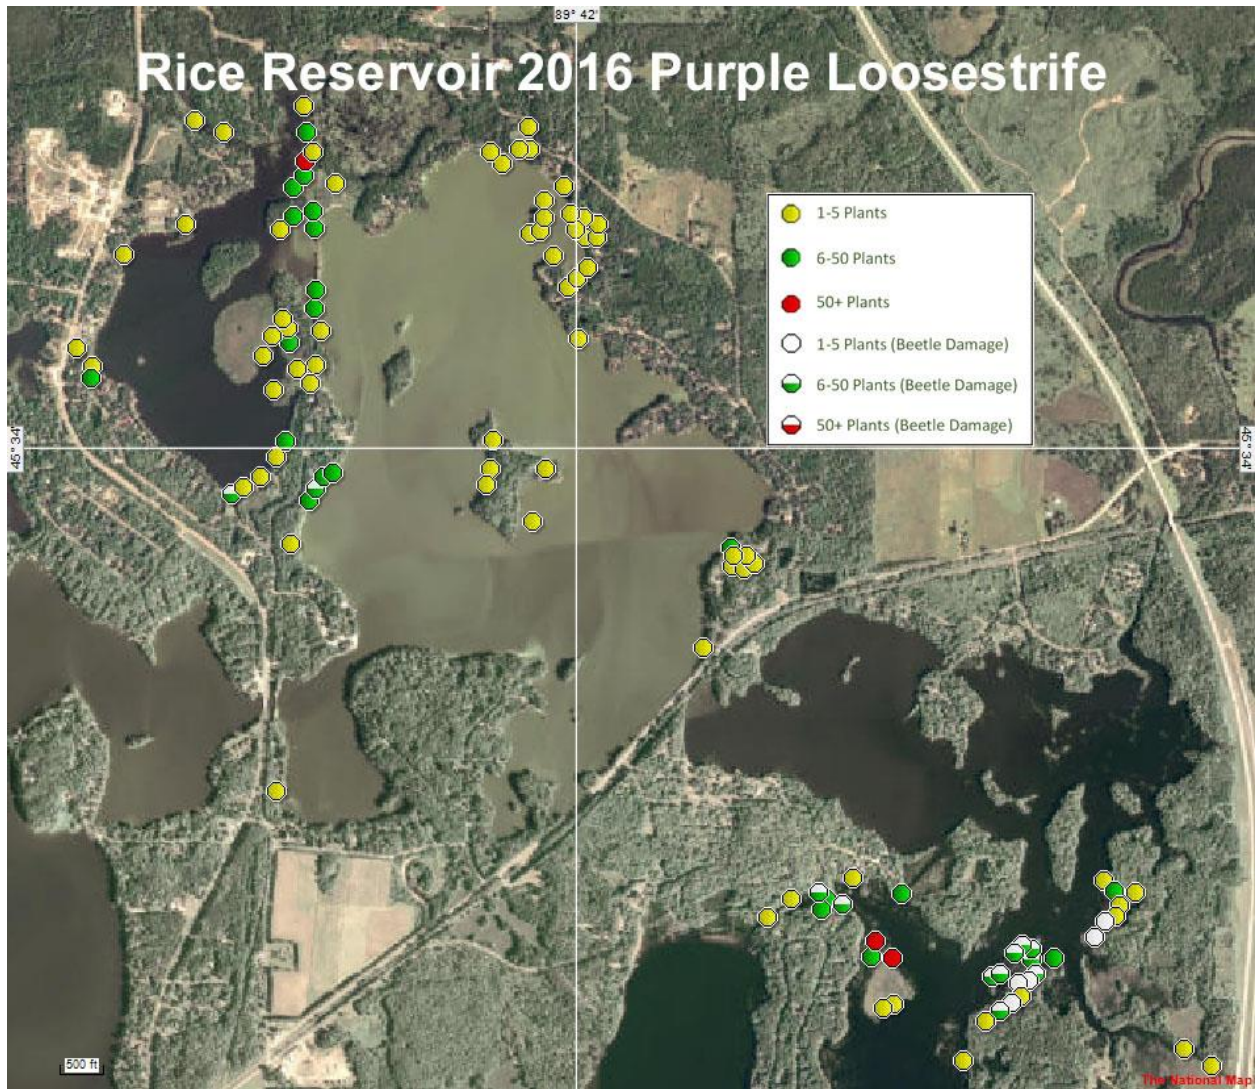 89 42'
Rice Reservoir 2016 Purple Loosestrife
1-5 Plants
6-50 Plants
50+ Plants
1-5 Plants (Beetle Damage)
6-50 Plants (Beetle Damage)
50+ Plants (Beetle Damage)
45 34'
45 34'
500 ft
The National Map